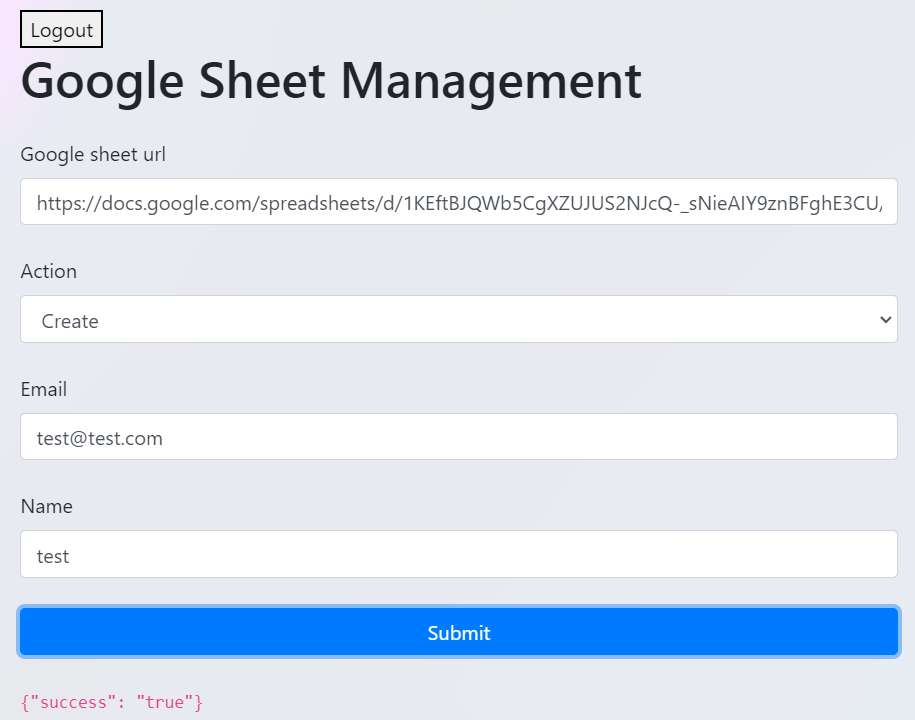 Logout
Google Sheet Management
Google sheet url
https://docs.google.com/spreadsheets/d/1KEftBJQWb5CgXZUJUS2NJcQ-_sNieAIY9znBFghE3CU/
Action
Create
Email
test@test.com
Name
test
Submit
{"success": "true"}